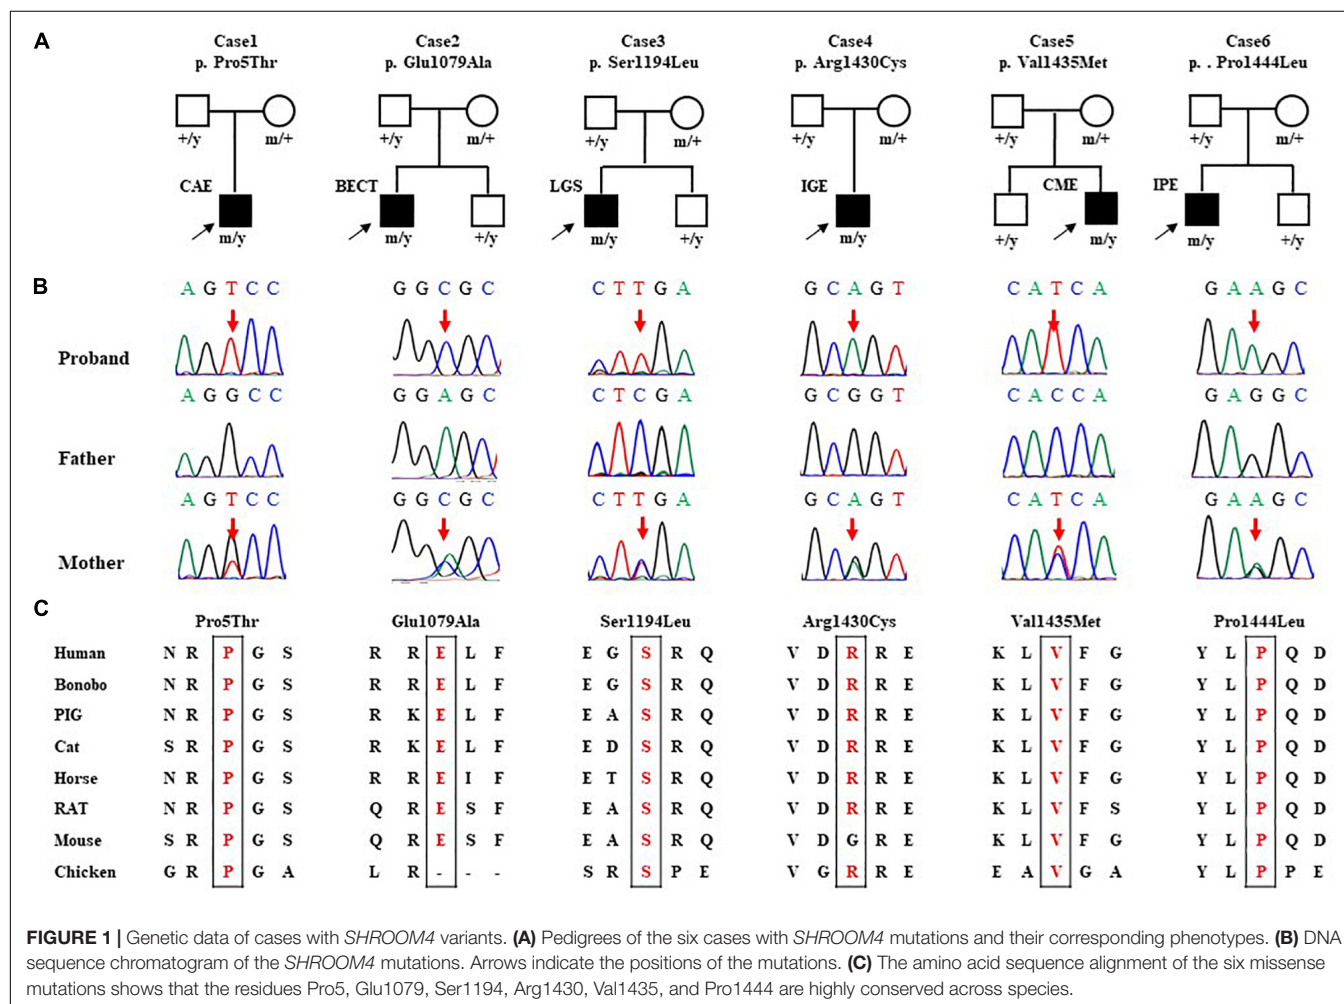 A
Case1 Case2 Case3 Case4 Case5 Case6
p. Pro5Thr p. Glu1079Ala p. Ser1194Leu p. Arg1430Cys p. Val1435Met p. . Pro1444Leu
+/y m/+ +/y m/+ +/y m/+ +/y m/+ +/y m/+ +/y m/+
CAE BECT LGS IGE CME IPE
m/y m/y +/y m/y +/y m/y +/y m/y m/y +/y
B
A G T C C G G C G C C T T G A G C A G T C A T C A G A A G C
Proband
A G G C C G G A G C C T C G A G C G G T C A C C A G A G G C
Father
A G T C C G G C G C C T T G A G C A G T C A T C A G A A G C
Mother
C
Pro5Thr Glu1079Ala Ser1194Leu Arg1430Cys Val1435Met Pro1444Leu
Human N R P G S R R E L F E G S R Q V D R R E K L V F G Y L P Q D
Bonobo N R P G S R R E L F E G S R Q V D R R E K L V F G Y L P Q D
PIG N R P G S R K E L F E A S R Q V D R R E K L V F G Y L P Q D
Cat S R P G S R K E L F E D S R Q V D R R E K L V F G Y L P Q D
Horse N R P G S R R E I F E T S R Q V D R R E K L V F G Y L P Q D
RAT N R P G S Q R E S F E A S R Q V D R R E K L V F S Y L P Q D
Mouse S R P G S Q R E S F E A S R Q V D G R E K L V F G Y L P Q D
Chicken G R P G A L R - - - S R S P E V G R R E E A V G A Y L P P E
FIGURE 1 | Genetic data of cases with SHROOM4 variants. (A) Pedigrees of the six cases with SHROOM4 mutations and their corresponding phenotypes. (B) DNA
sequence chromatogram of the SHROOM4 mutations. Arrows indicate the positions of the mutations. (C) The amino acid sequence alignment of the six missense
mutations shows that the residues Pro5, Glu1079, Ser1194, Arg1430, Val1435, and Pro1444 are highly conserved across species.